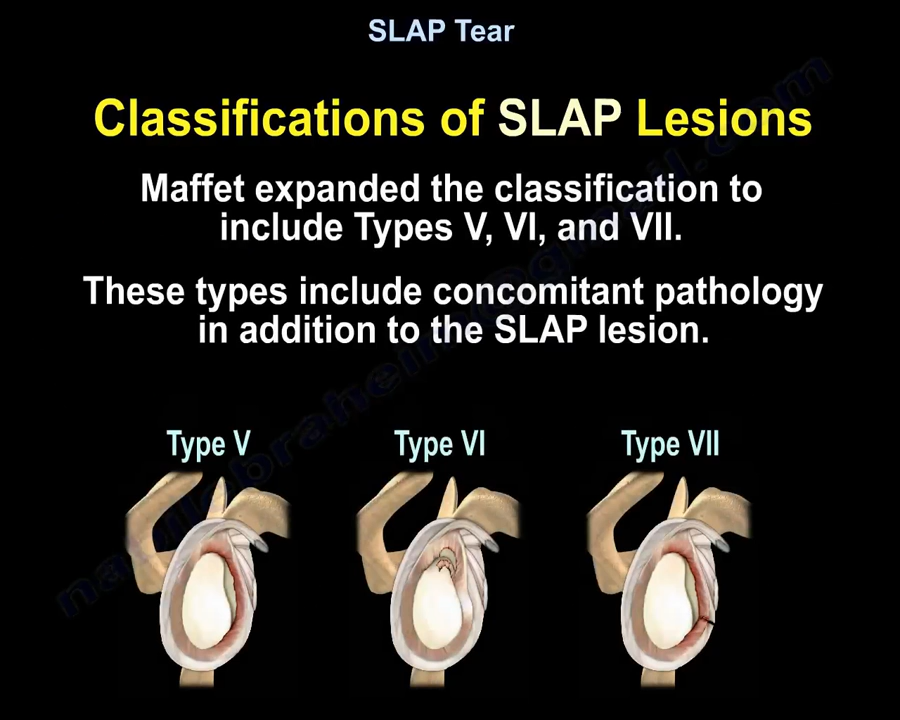 SLAP Tear
Classifications of SLAP Lesions
Maffet expanded the classification to
include Types V, VI, and VII.
These types include concomitant pathology
in addition to the SLAP lesion.
Type V
Type VI
Type VII